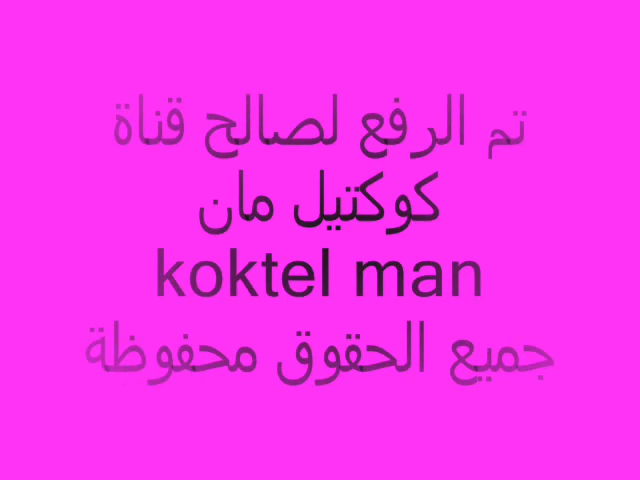 تم الرفع لصالح قناة
كوكتيل مان
koktel man
جميع الحقوق محفوظة